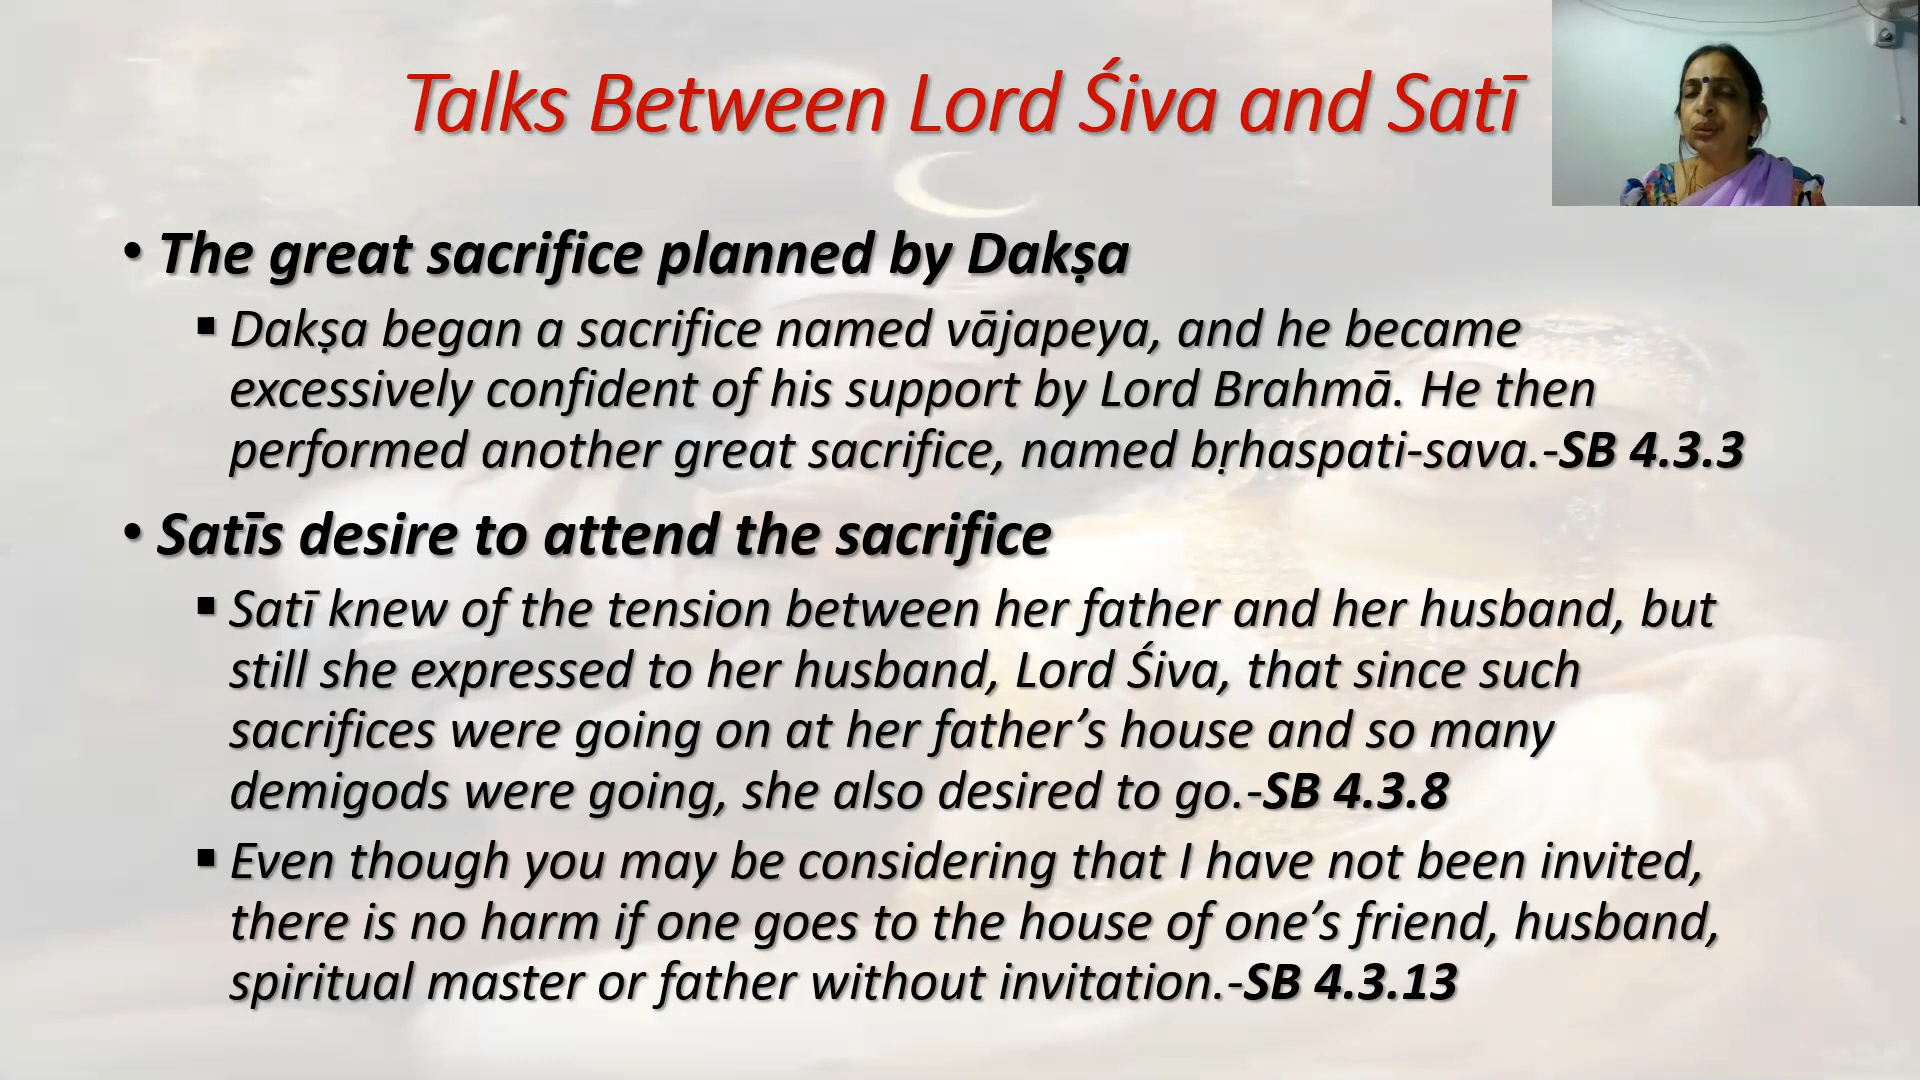 Talks Between Lord Śiva and Satī
• The great sacrifice planned by Dakṣa
▪ Dakṣa began a sacrifice named vājapeya, and he became
excessively confident of his support by Lord Brahmā. He then
performed another great sacrifice, named bṛhaspati-sava.-SB 4.3.3
• Satīs desire to attend the sacrifice
▪ Satī knew of the tension between her father and her husband, but
still she expressed to her husband, Lord Śiva, that since such
sacrifices were going on at her father’s house and so many
demigods were going, she also desired to go.-SB 4.3.8
▪ Even though you may be considering that I have not been invited,
there is no harm if one goes to the house of one’s friend, husband,
spiritual master or father without invitation.-SB 4.3.13